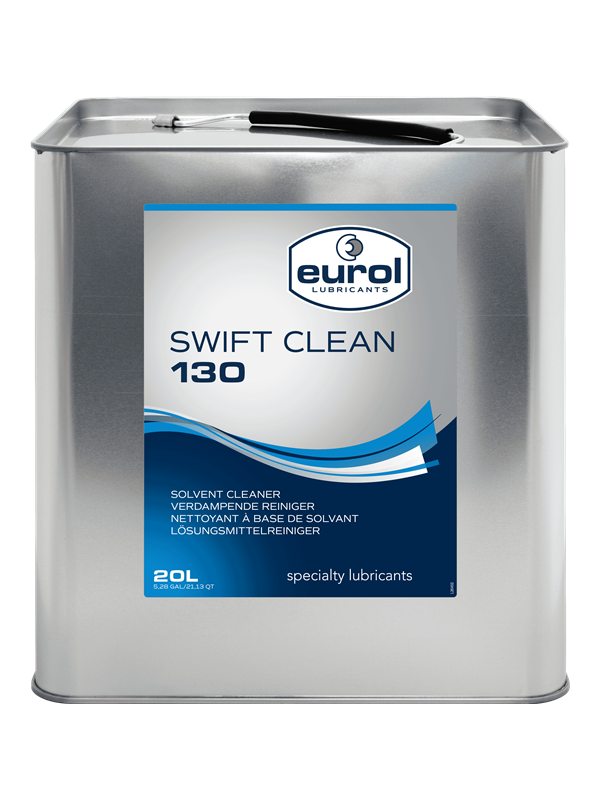 eurol
LUBRICANTS
SWIFT CLEAN
130
SOLVENT CLEANER
VERDAMPENDE REINIGER
NETTOYANT À BASE DE SOLVANT
LÖSUNGSMITTELREINIGER
20L
5,28 GAL/21,13 QT
specialty lubricants